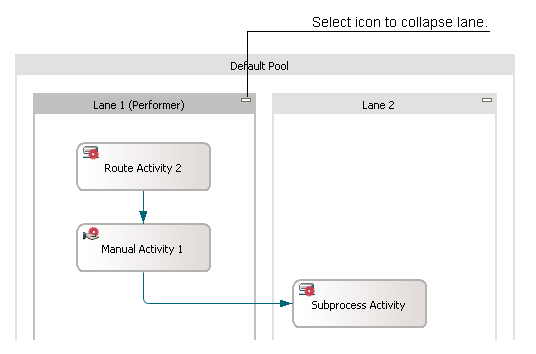 Select icon to collapse lane.
Default Pool
Lane 1 (Performer)
Lane 2
Route Activity 2
Manual Activity 1
Subprocess Activity